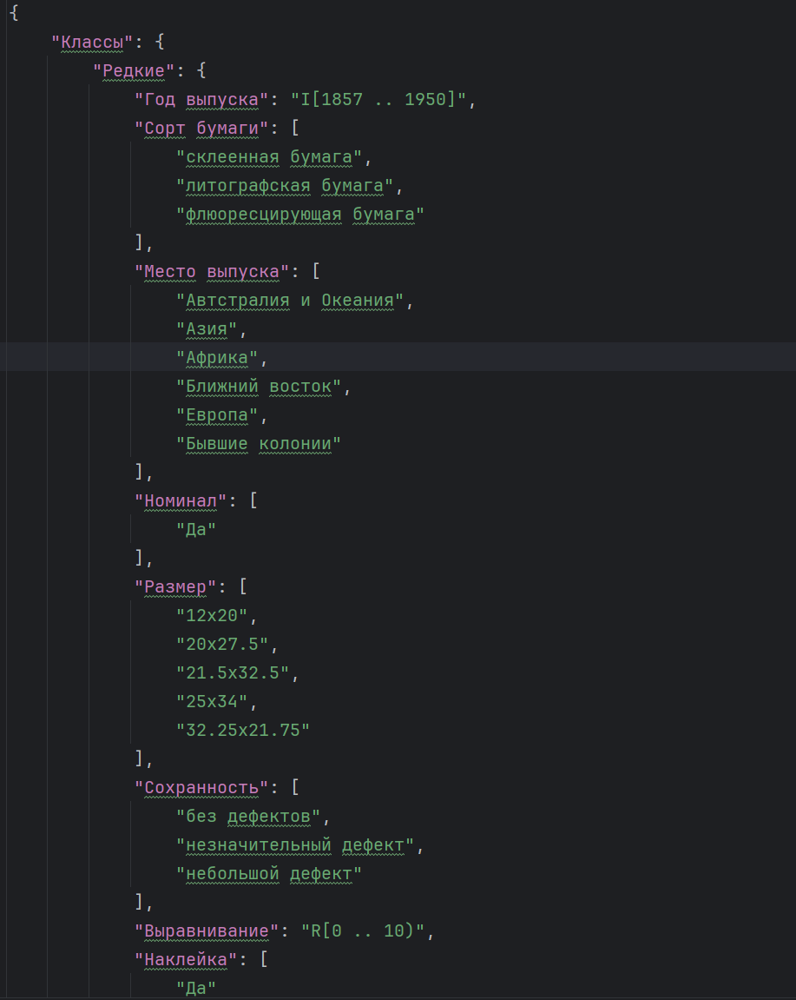 {
"Классы": {
"Редкие": {
"Год выпуска": "I[1857 .. 1950]",
"Сорт бумаги": [
"склеенная бумага",
"литографская бумага",
"флюоресцирующая бумага"
],
"Место выпуска": [
"Автстралия и Океания",
"Азия",
"Африка",
"Ближний восток",
"Европа",
"Бывшие колонии"
],
"Номинал": [
"Да"
],
"Размер": [
"12x20",
"20x27.5",
"21.5x32.5",
"25x34",
"32.25x21.75"
],
"Сохранность": [
"без дефектов",
"незначительный дефект",
"небольшой дефект"
],
"Выравнивание": "R[0 .. 10)",
"Наклейка": [
"Да"